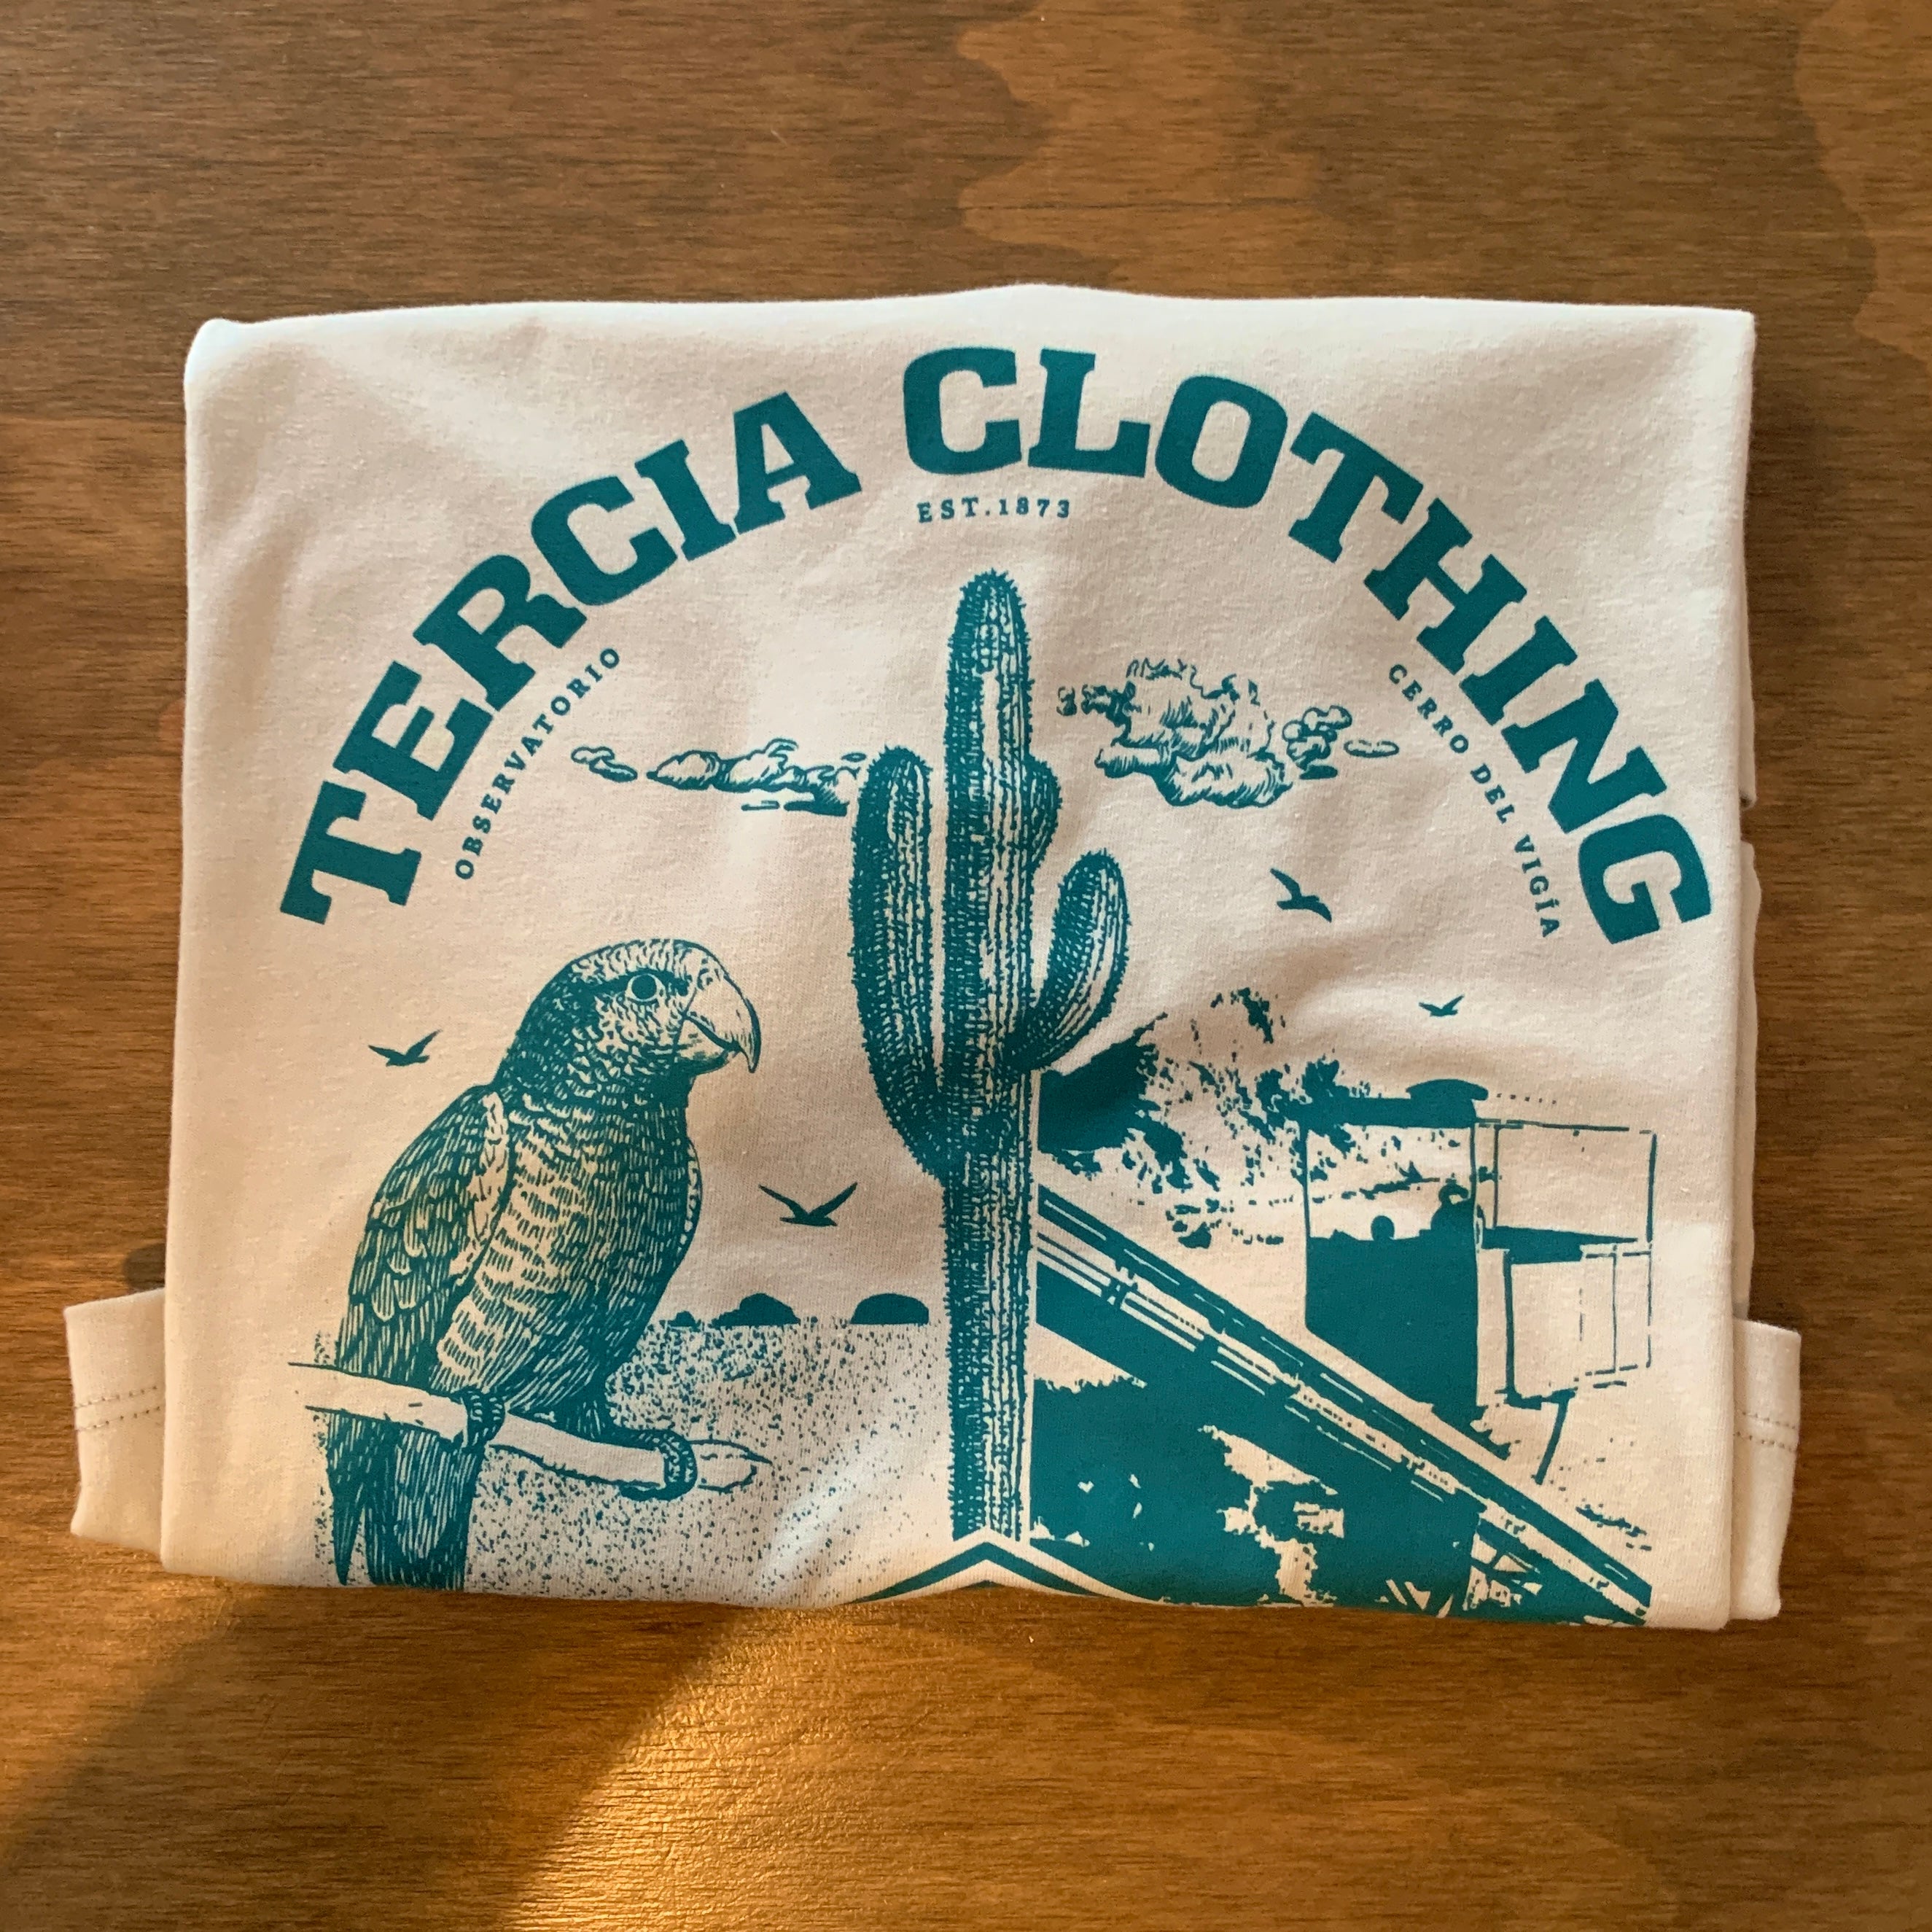 TERCIA CLOTHING
EST.1873
OBSERVATORIO
CERRO DEL VIGÍA